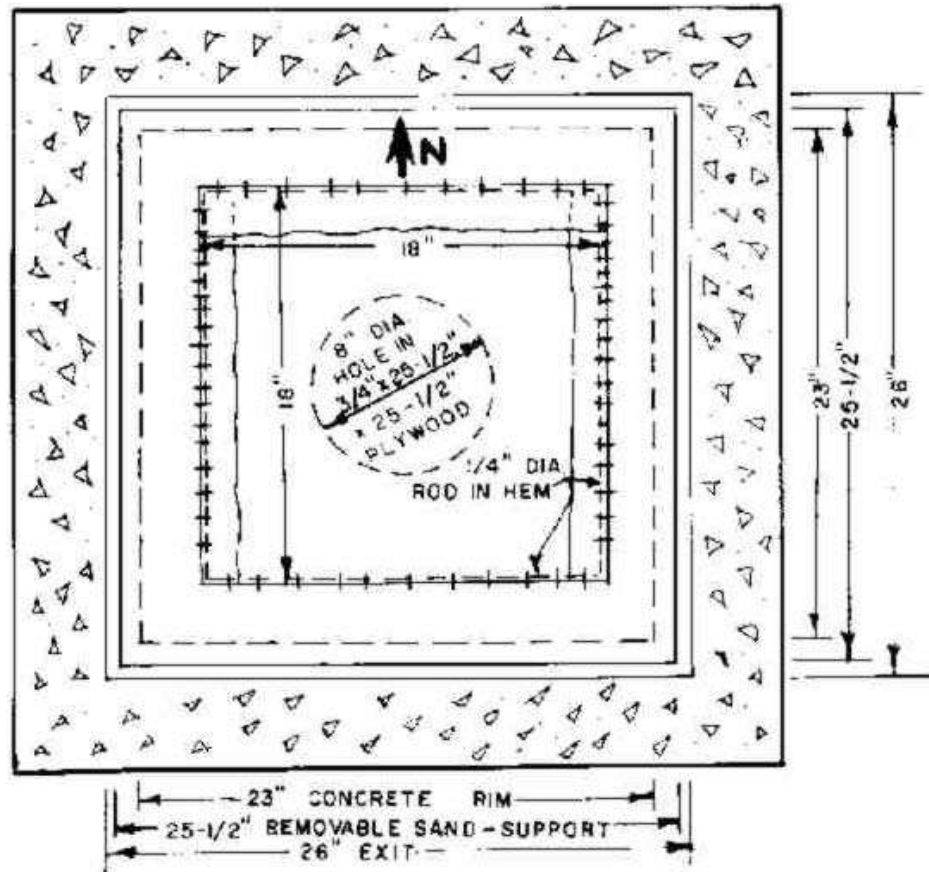 N
18"
18"
8" DIA
HOLE IN
3/4" x 25-1/2"
x 25-1/2"
PLYWOOD
1/4" DIA
ROD IN HEM
23"
25-1/2"
26"
23" CONCRETE RIM
25-1/2" REMOVABLE SAND-SUPPORT
26" EXIT